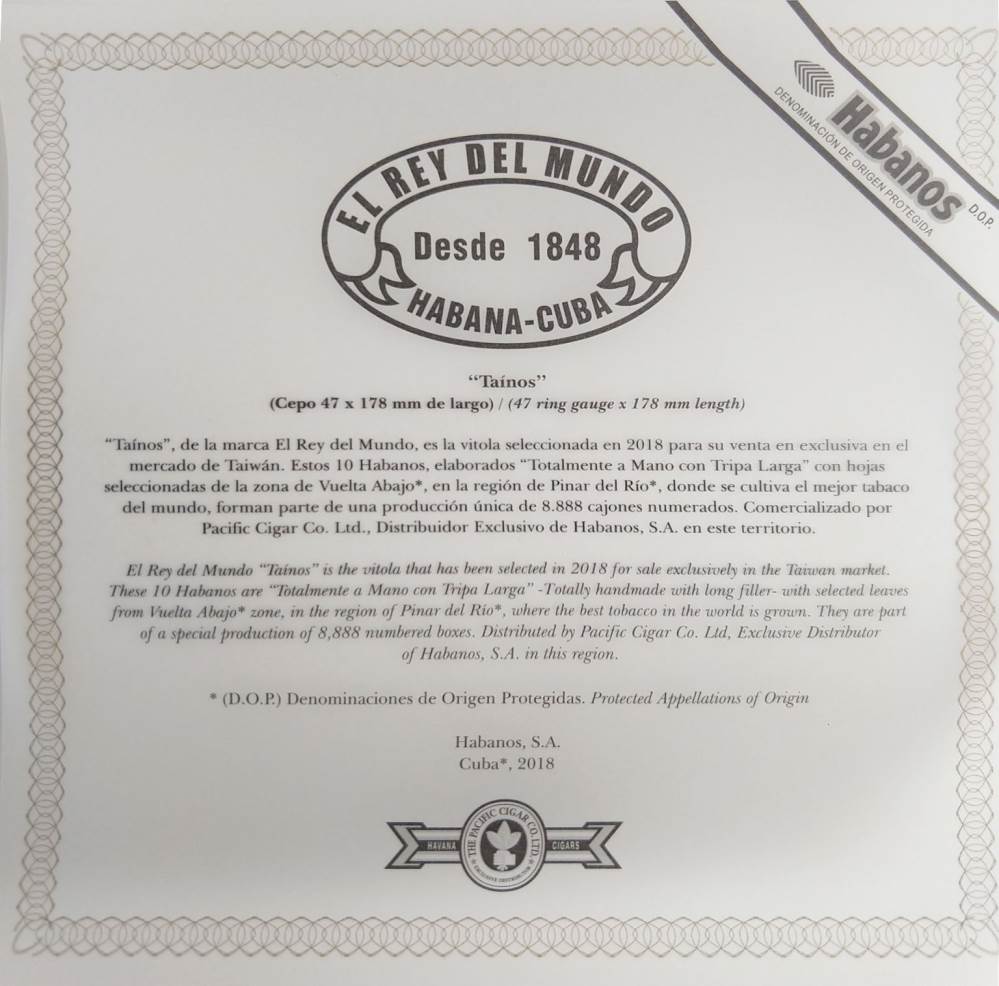 Habanos
DENOMINACIÓN DE ORIGEN PROTEGIDA
D.O.P.
EL REY DEL MUNDO
Desde 1848
HABANA-CUBA
“Taínos”
(Cepo 47 x 178 mm de largo) / (47 ring gauge x 178 mm length)
“Taínos”, de la marca El Rey del Mundo, es la vitola seleccionada en 2018 para su venta en exclusiva en el
mercado de Taiwán. Estos 10 Habanos, elaborados “Totalmente a Mano con Tripa Larga” con hojas
seleccionadas de la zona de Vuelta Abajo*, en la región de Pinar del Río*, donde se cultiva el mejor tabaco
del mundo, forman parte de una producción única de 8.888 cajones numerados. Comercializado por
Pacific Cigar Co. Ltd., Distribuidor Exclusivo de Habanos, S.A. en este territorio.
El Rey del Mundo “Taínos” is the vitola that has been selected in 2018 for sale exclusively in the Taiwan market.
These 10 Habanos are “Totalmente a Mano con Tripa Larga” -Totally handmade with long filler- with selected leaves
from Vuelta Abajo* zone, in the region of Pinar del Río*, where the best tobacco in the world is grown. They are part
of a special production of 8,888 numbered boxes. Distributed by Pacific Cigar Co. Ltd, Exclusive Distributor
of Habanos, S.A. in this region.
* (D.O.P.) Denominaciones de Origen Protegidas. Protected Appellations of Origin
Habanos, S.A.
Cuba*, 2018
THE PACIFIC CIGAR CO. LTD.
HAVANA CIGARS
EXCLUSIVE DISTRIBUTOR